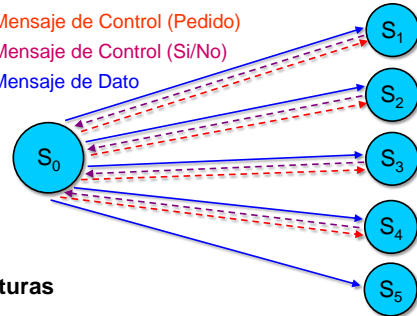 Mensaje de Control (Pedido)
Mensaje de Control (Si/No)
Mensaje de Dato
S₁
S₂
S₀
S₃
S₄
S₅
turas